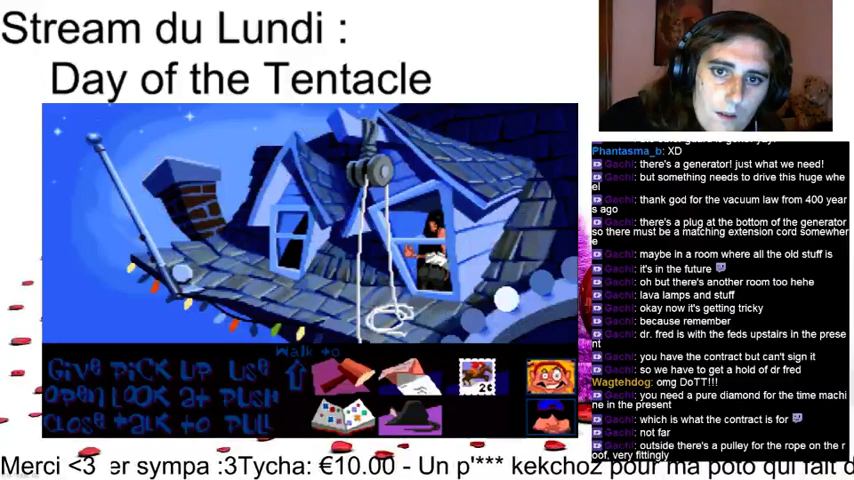 Stream du Lundi :
Day of the Tentacle
Phantasma_b: XD
Gachi: there's a generator! just what we need!
Gachi: but something needs to drive this huge whe
el
Gachi: thank god for the vacuum law from 400 year
s ago
Gachi: there's a plug at the bottom of the generator
so there must be a matching extension cord somewher
e
Gachi: maybe in a room where all the old stuff is
Gachi: it's in the future
Gachi: oh but there's another room too hehe
Gachi: lava lamps and stuff
Gachi: okay now it's getting tricky
Gachi: because remember
Gachi: dr. fred is with the feds upstairs in the prese
nt
Gachi: you have the contract but can't sign it
Gachi: so we have to get a hold of dr fred
Wagtehdog: omg DoTT!!!
Gachi: you need a pure diamond for the time machi
ne in the present
Gachi: which is what the contract is for
Gachi: not far
Gachi: outside there's a pulley for the rope on the r
oof, very fittingly
Walk to
Give Pick up Use
Open Look at Push
Close Talk to Pull
2¢
Merci <3 er sympa :3Tycha: €10.00 - Un p'*** kekchoz pour ma poto qui fait d